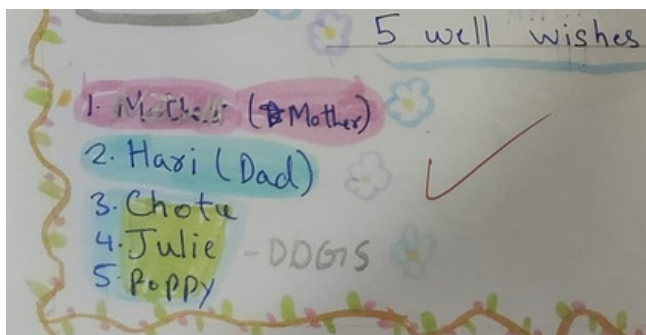 5 well wishes
1. (Mother)
2. Hari (Dad)
3. Chotu
4. Julie - DOGS
5. Poppy